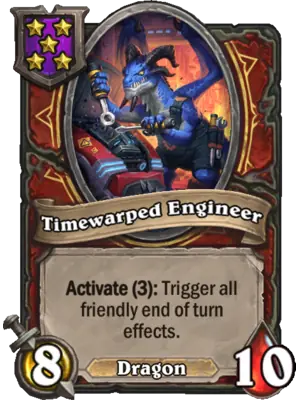 Timewarped Engineer
Activate (3): Trigger all
friendly end of turn
effects.
8
Dragon
10